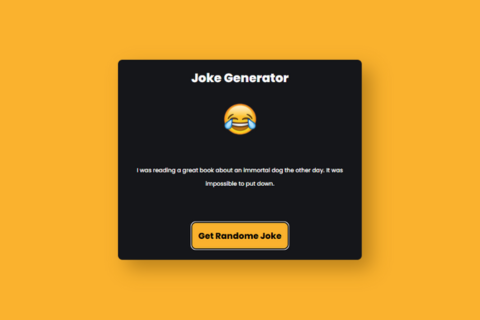 Joke Generator
I was reading a great book about an immortal dog the other day. It was
impossible to put down.
Get Randome Joke